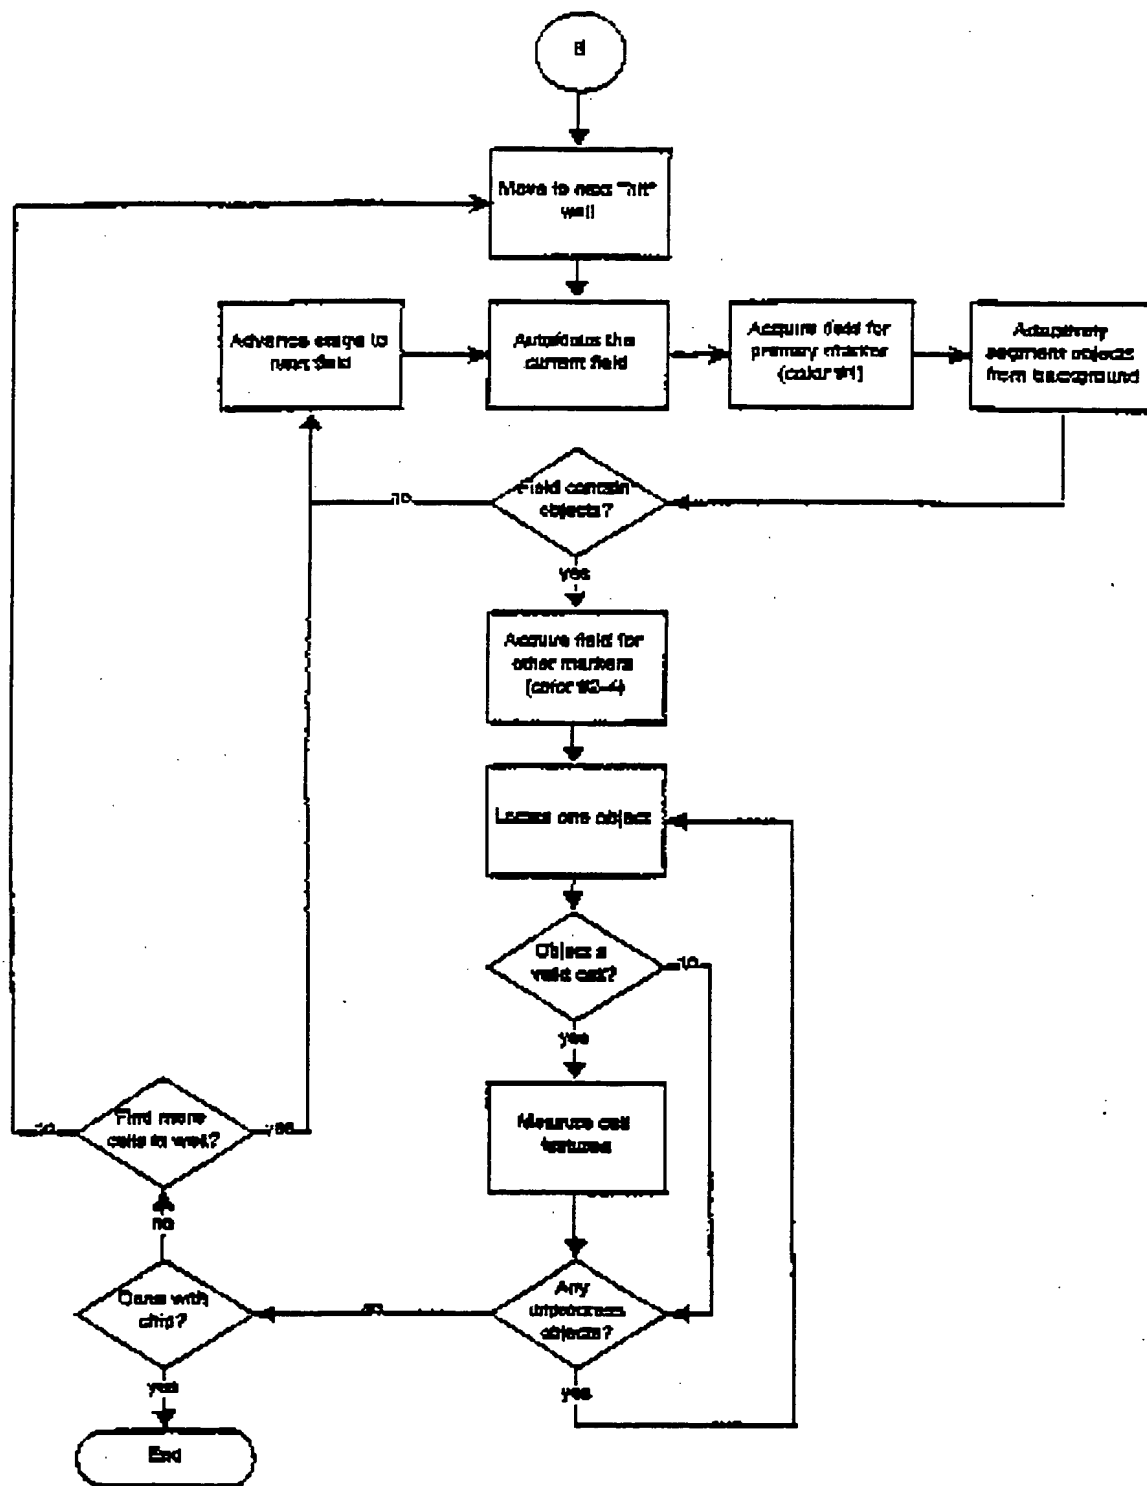 B
Move to next "hit"
well
Advance stage to
next field
Autofocus the
current field
Acquire field for
primary marker
(color #1)
Adaptively
segment objects
from background
Field contain
objects?
no
yes
Acquire field for
other markers
(color #2-4)
Locate one object
Object a
valid cell?
no
yes
Measure cell
features
Find more
cells in well?
no
yes
no
Done with
chip?
no
Any
objects?
yes
yes
End